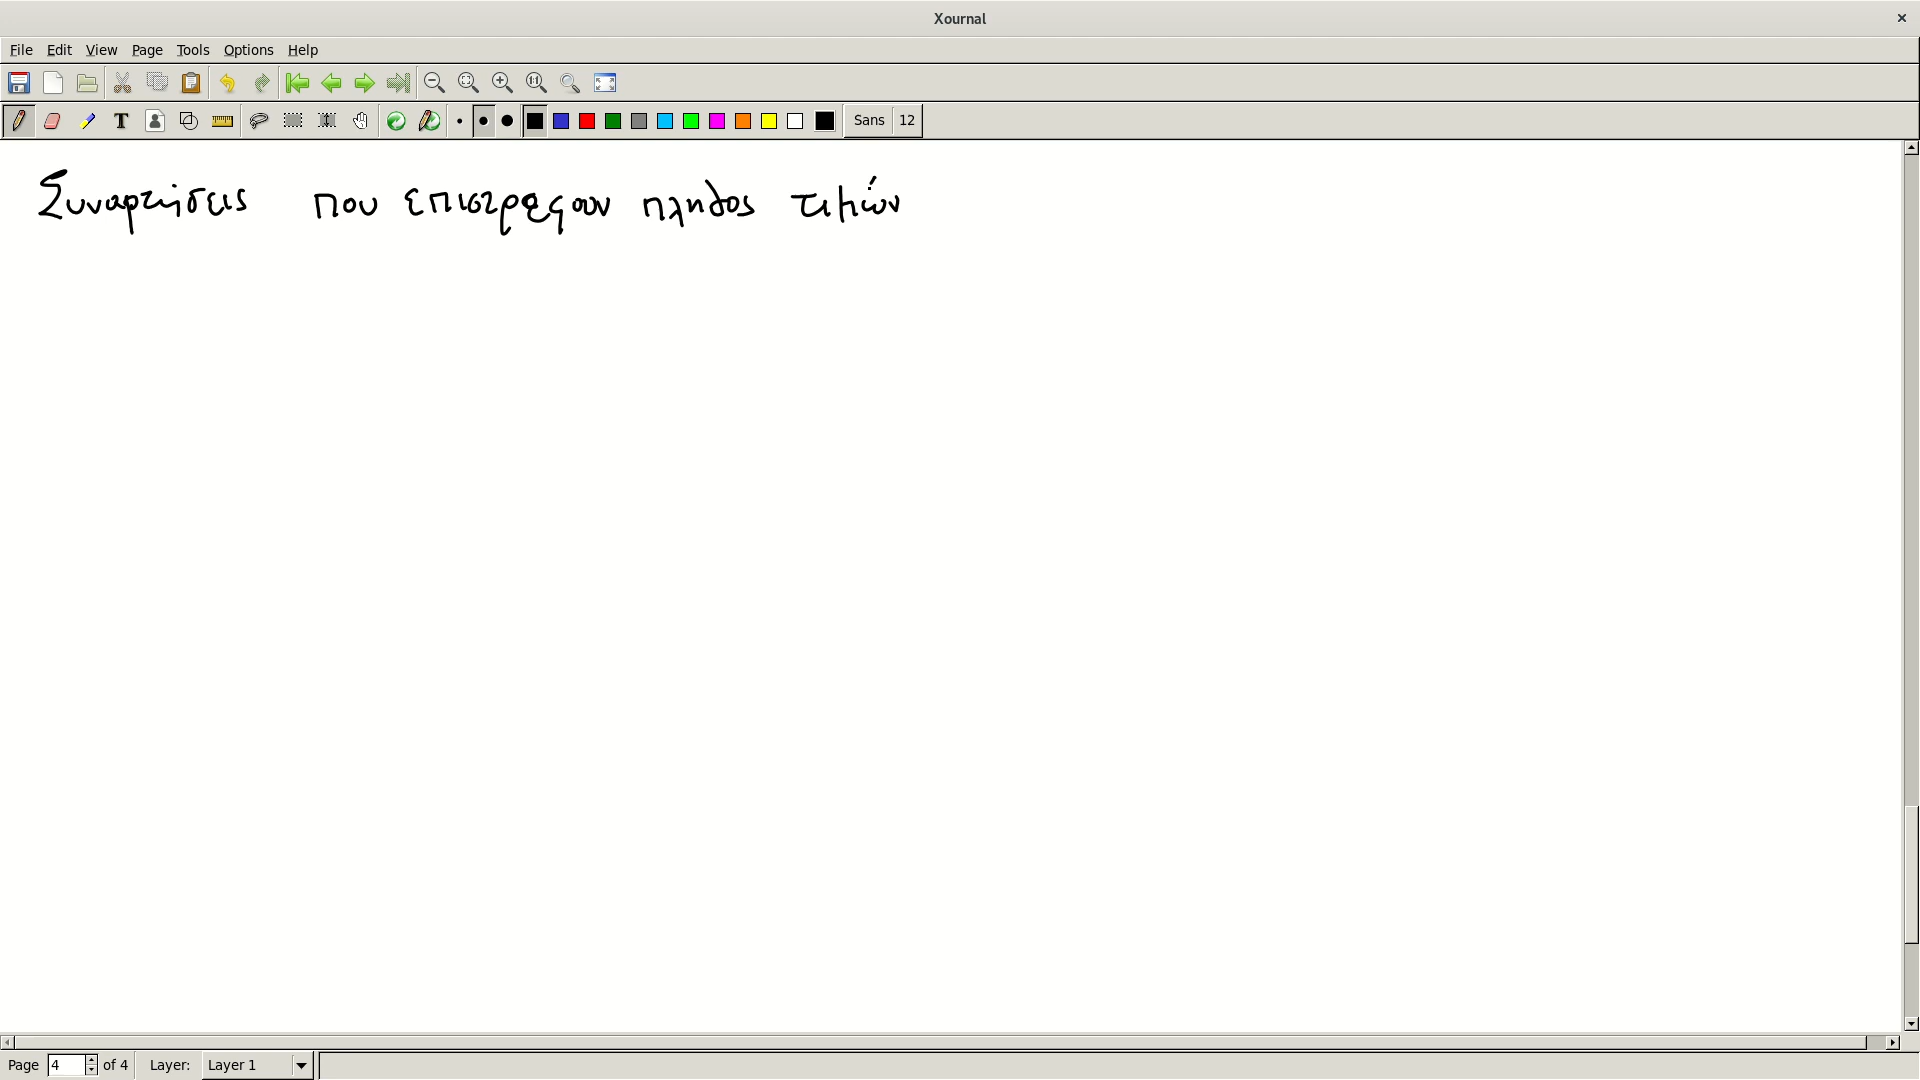 Xournal
File Edit View Page Tools Options Help
T Sans 12
Συναρτήσεις που επιστρεφουν πληθος τιμών
Page 4 of 4 Layer: Layer 1